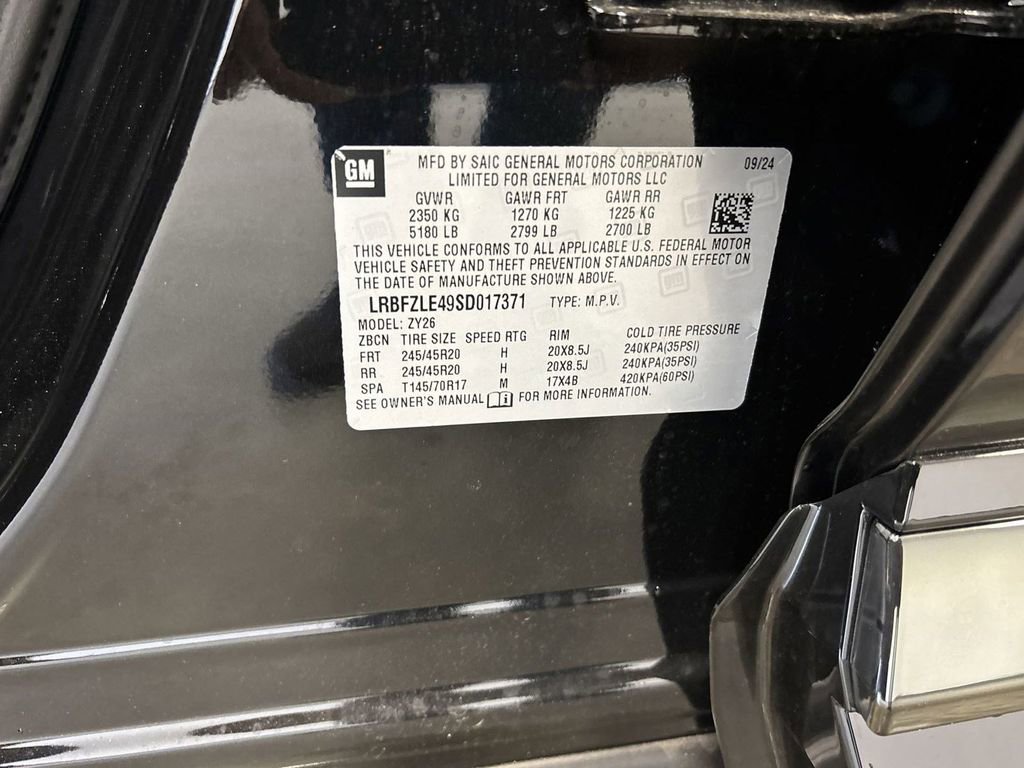 GM
MFD BY SAIC GENERAL MOTORS CORPORATION 09/24
LIMITED FOR GENERAL MOTORS LLC
GVWR GAWR FRT GAWR RR
2350 KG 1270 KG 1225 KG
5180 LB 2799 LB 2700 LB
THIS VEHICLE CONFORMS TO ALL APPLICABLE U.S. FEDERAL MOTOR
VEHICLE SAFETY AND THEFT PREVENTION STANDARDS IN EFFECT ON
THE DATE OF MANUFACTURE SHOWN ABOVE.
LRBFZLE49SD017371 TYPE: M.P.V.
MODEL: ZY26
ZBCN TIRE SIZE SPEED RTG RIM COLD TIRE PRESSURE
FRT 245/45R20 H 20X8.5J 240KPA(35PSI)
RR 245/45R20 H 20X8.5J 240KPA(35PSI)
SPA T145/70R17 M 17X4B 420KPA(60PSI)
SEE OWNER'S MANUAL FOR MORE INFORMATION.